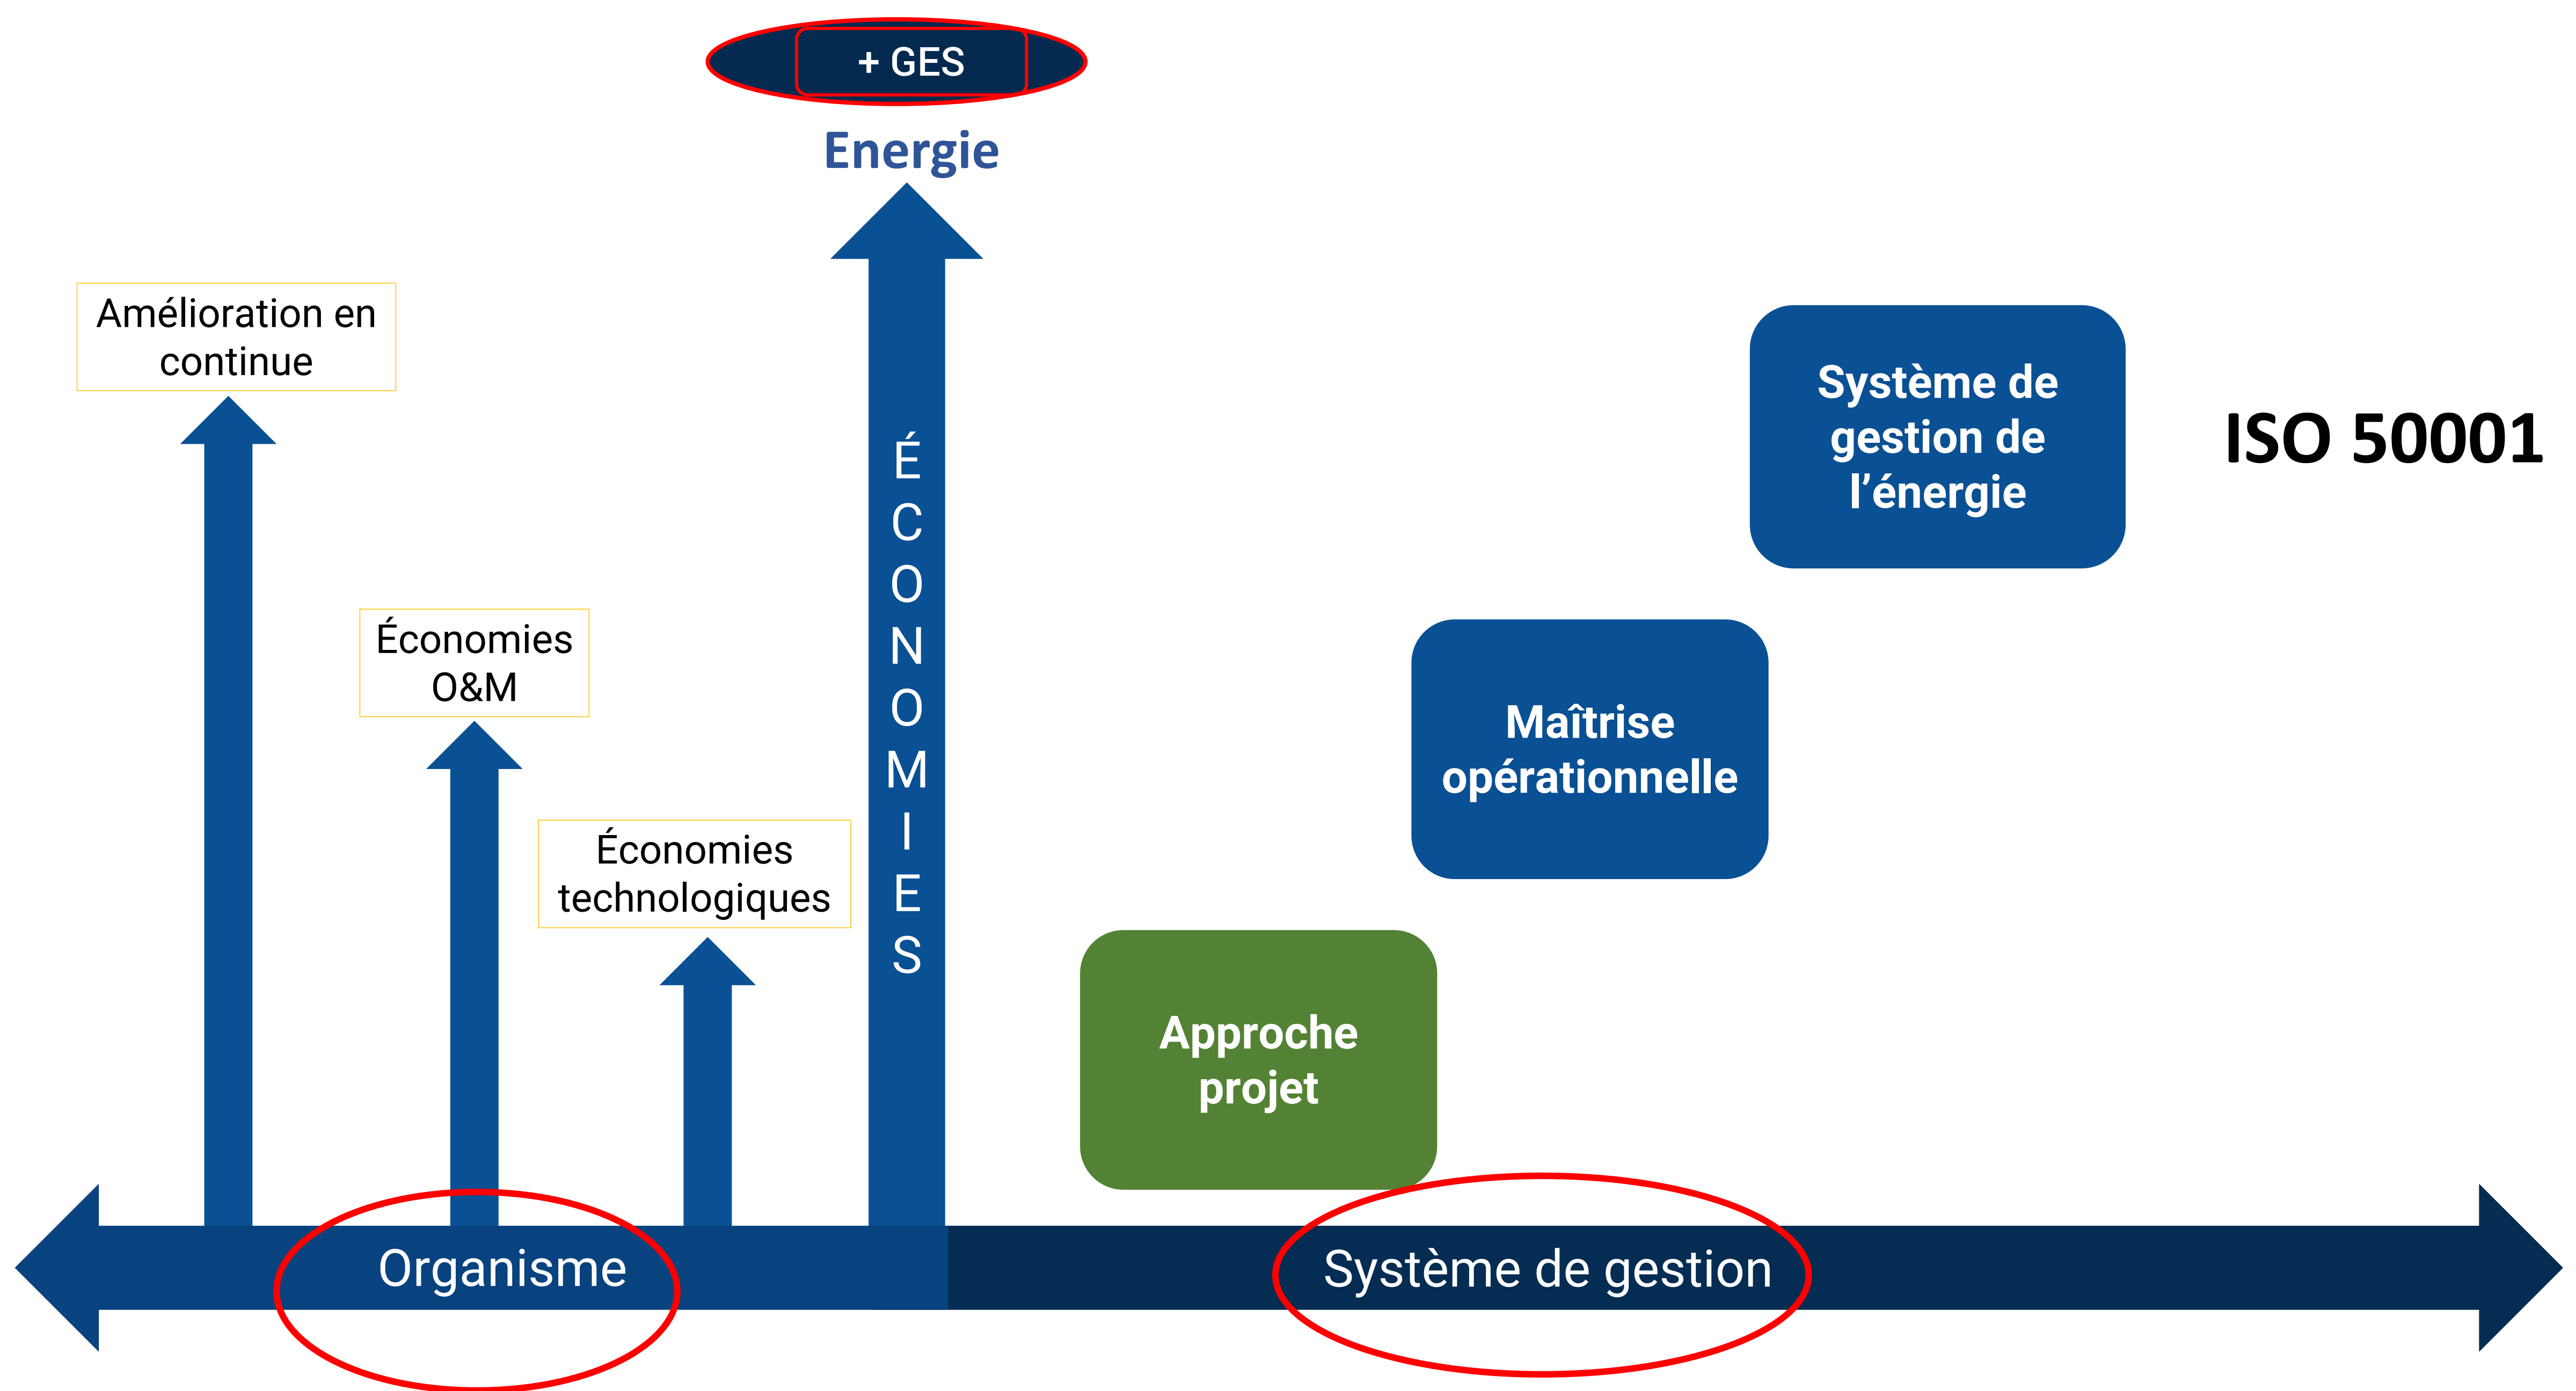 + GES
Energie
Amélioration en
continue
Économies
O&M
Économies
technologiques
ÉCONOMIES
Système de
gestion de
l’énergie
ISO 50001
Maîtrise
opérationnelle
Approche
projet
Organisme
Système de gestion